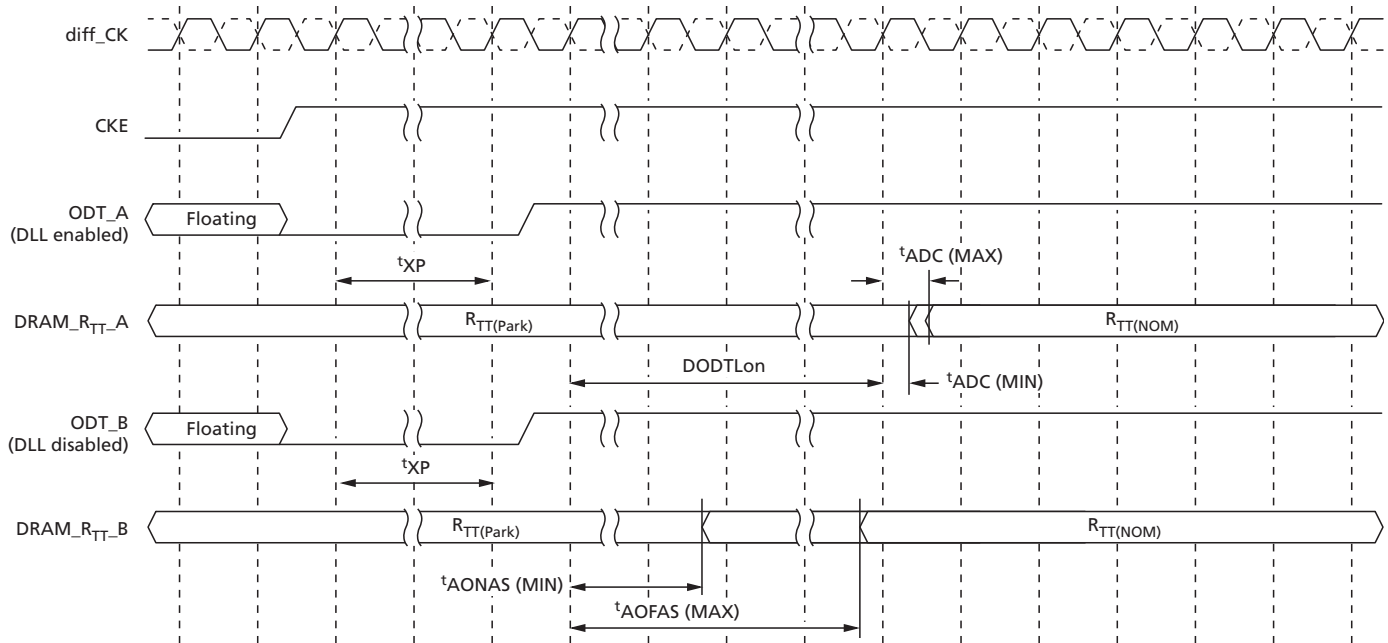 diff_CK
CKE
ODT_A
(DLL enabled)
Floating
tXP
tADC (MAX)
DRAM_RTT_A
RTT(Park)
RTT(NOM)
DODTLon
tADC (MIN)
ODT_B
(DLL disabled)
Floating
tXP
DRAM_RTT_B
RTT(Park)
RTT(NOM)
tAONAS (MIN)
tAOFAS (MAX)